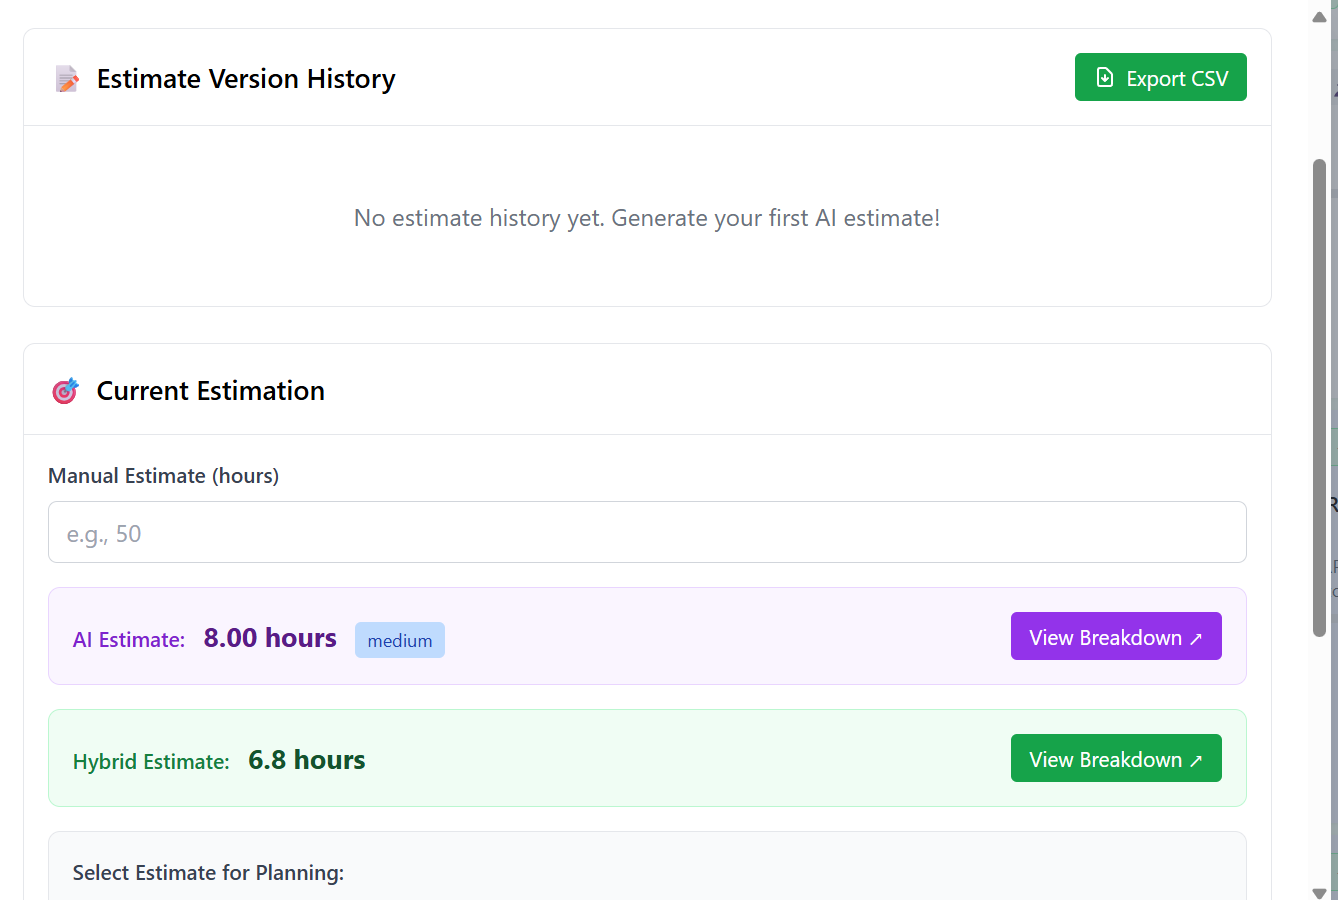 Estimate Version History
Export CSV
No estimate history yet. Generate your first AI estimate!
Current Estimation
Manual Estimate (hours)
e.g., 50
AI Estimate: 8.00 hours medium
View Breakdown ↗
Hybrid Estimate: 6.8 hours
View Breakdown ↗
Select Estimate for Planning: